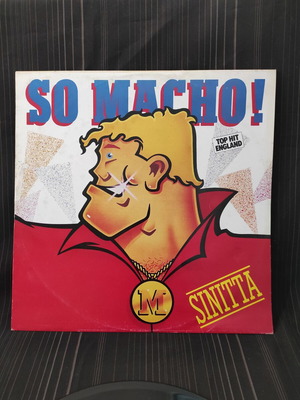 SO MACHO!
TOP HIT
ENGLAND
M
SINITTA